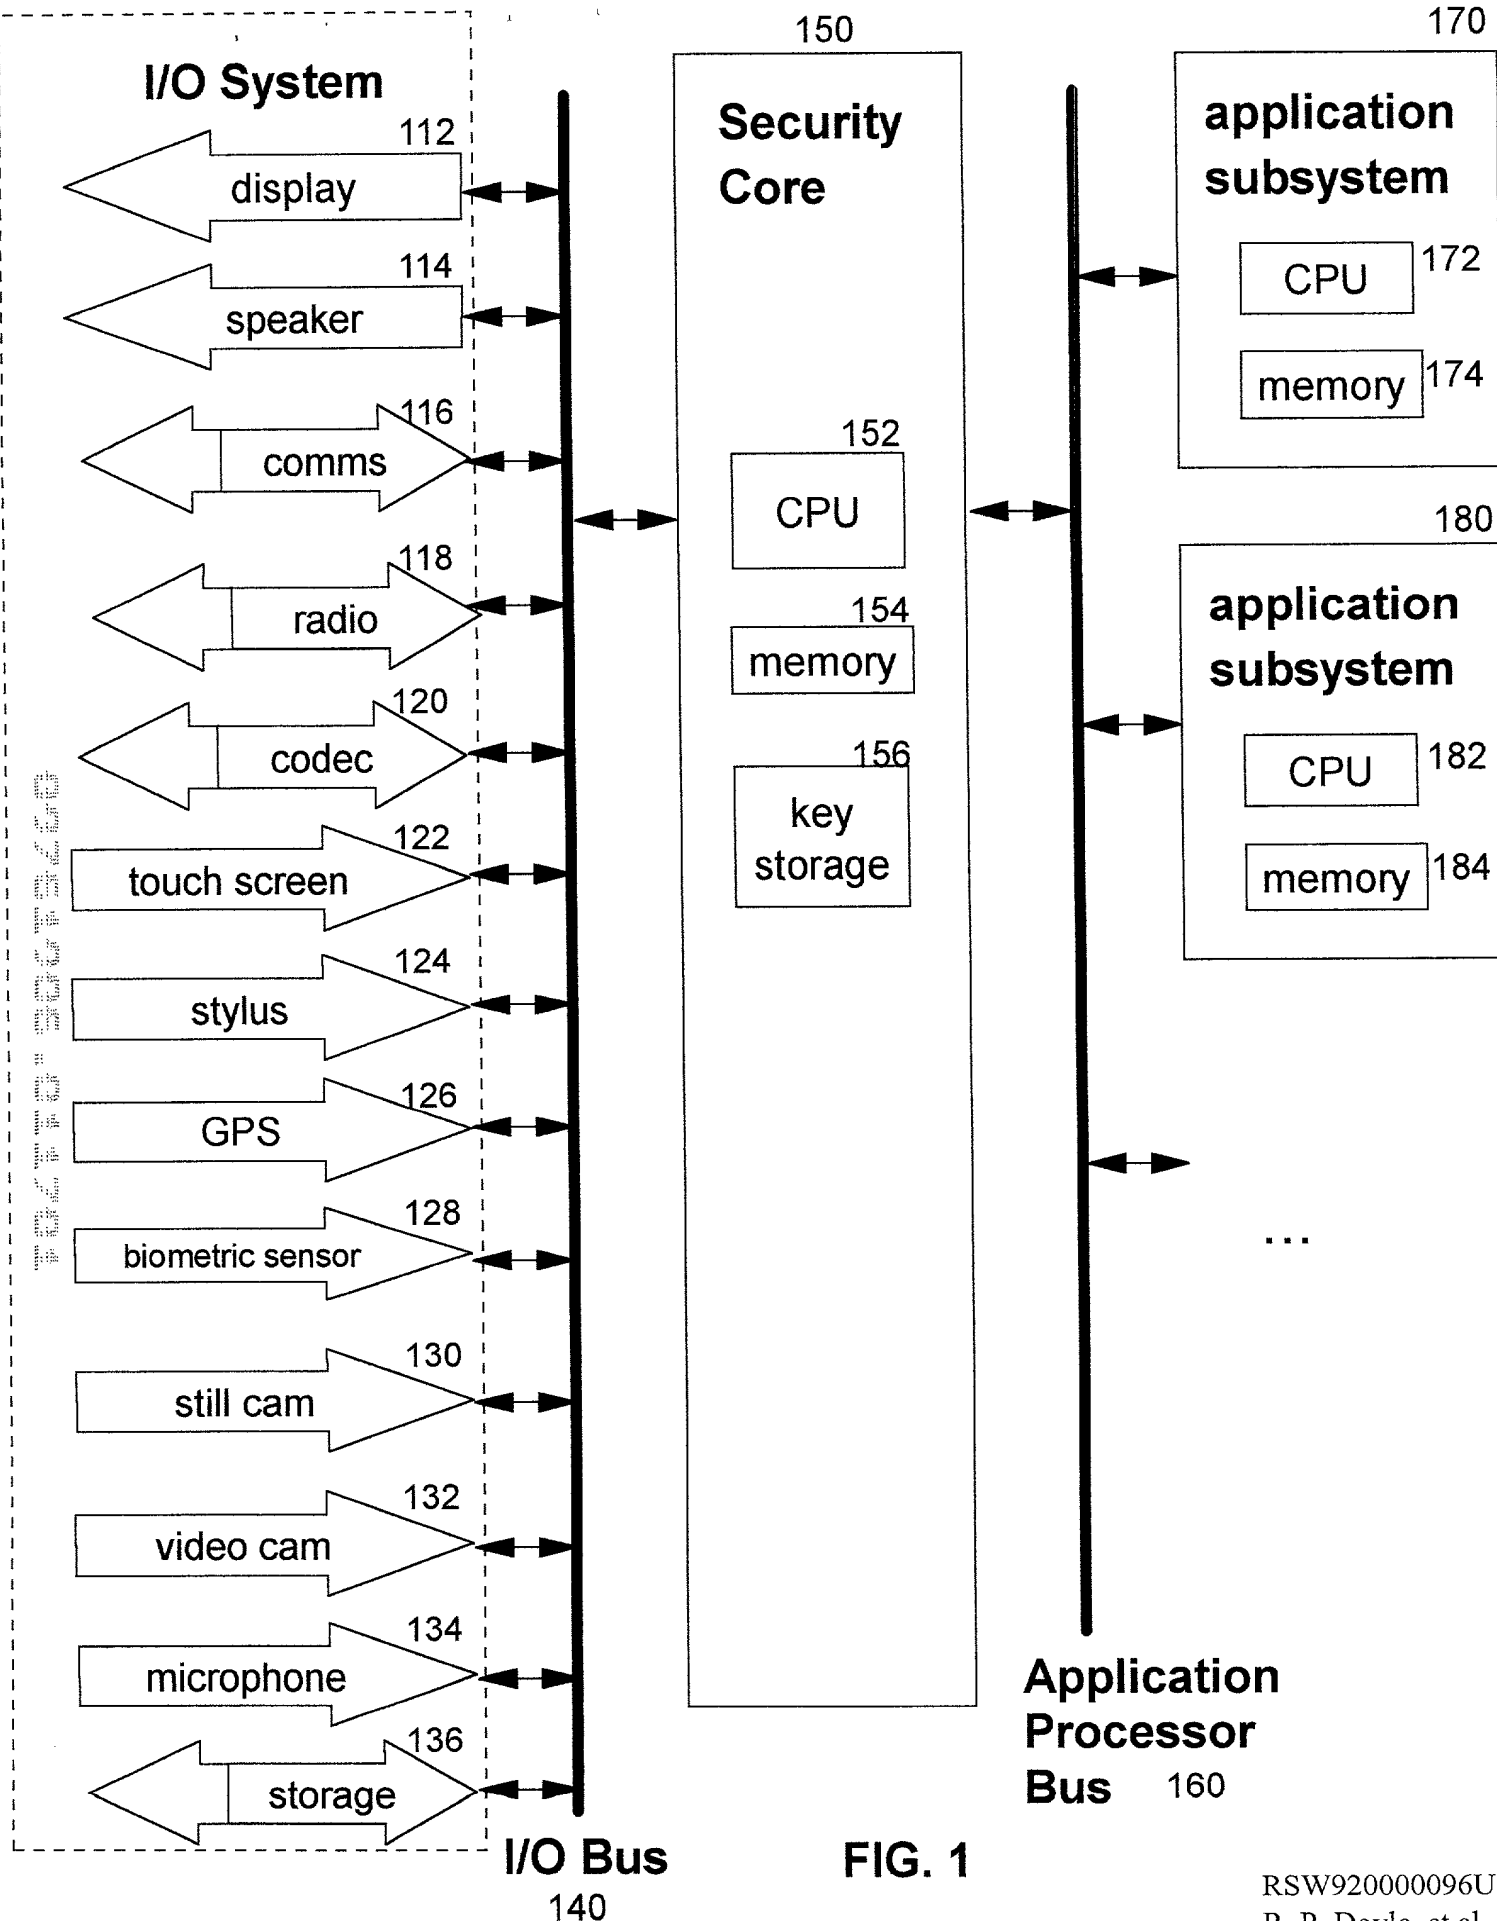 I/O System
112
display
114
speaker
116
comms
118
radio
120
codec
122
touch screen
124
stylus
126
GPS
128
biometric sensor
130
still cam
132
video cam
134
microphone
136
storage
I/O Bus
140
150
Security
Core
152
CPU
154
memory
156
key
storage
Application
Processor
Bus 160
170
application
subsystem
CPU 172
memory 174
180
application
subsystem
CPU 182
memory 184
...
FIG. 1
RSW920000096U